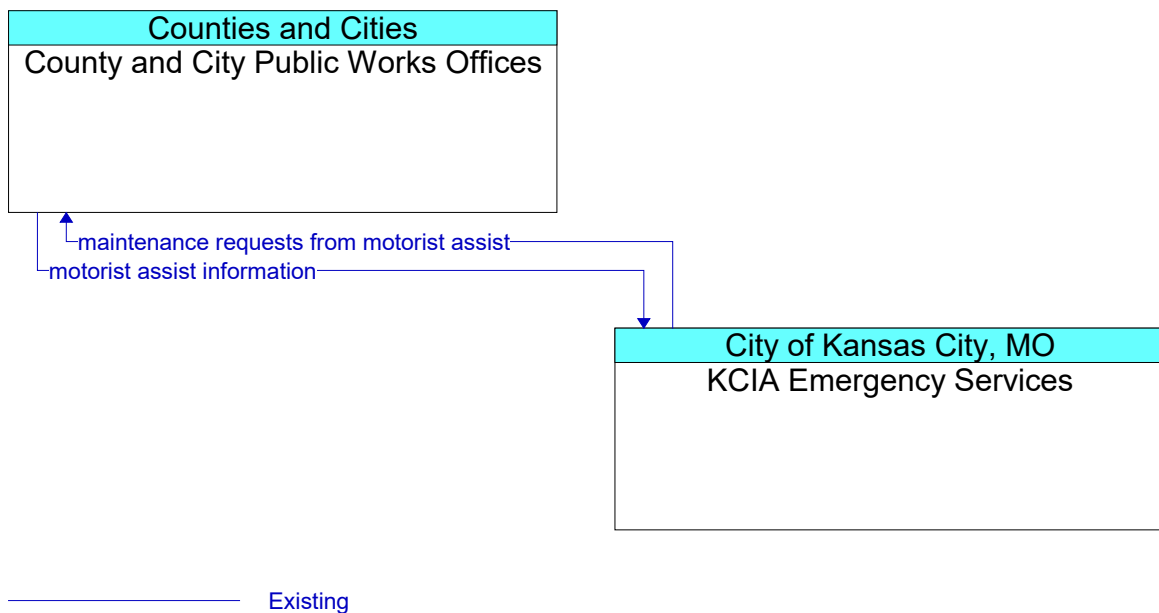 Counties and Cities
County and City Public Works Offices
maintenance requests from motorist assist
motorist assist information
City of Kansas City, MO
KCIA Emergency Services
Existing